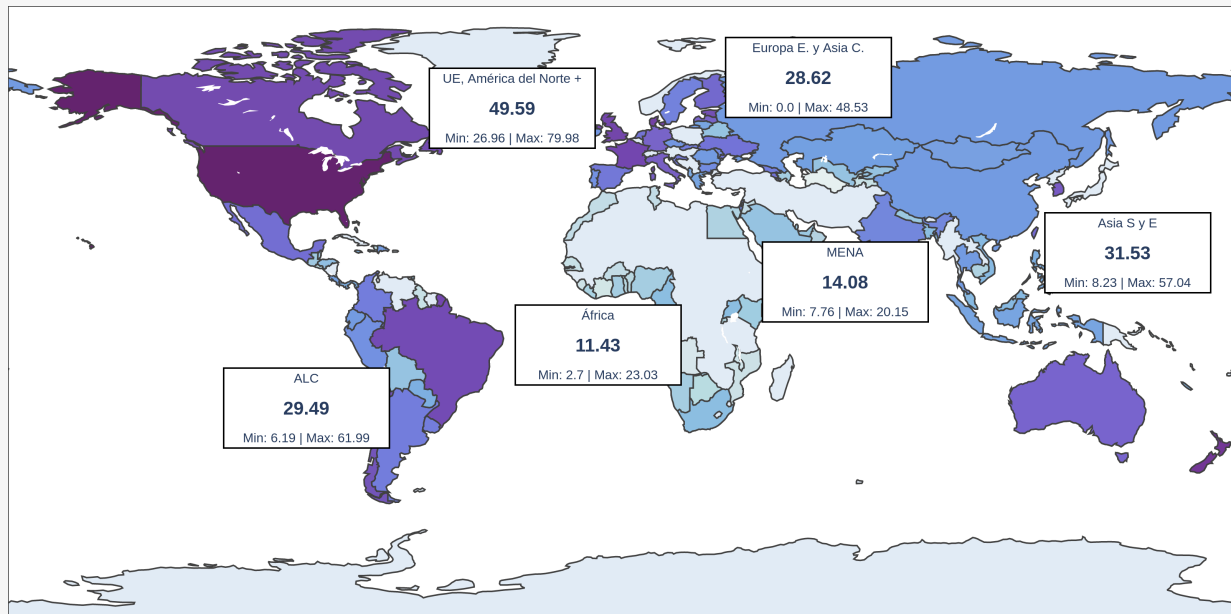 Europa E. y Asia C.
28.62
Min: 0.0 | Max: 48.53
UE, América del Norte +
49.59
Min: 26.96 | Max: 79.98
Asia S y E
31.53
Min: 8.23 | Max: 57.04
MENA
14.08
Min: 7.76 | Max: 20.15
África
11.43
Min: 2.7 | Max: 23.03
ALC
29.49
Min: 6.19 | Max: 61.99